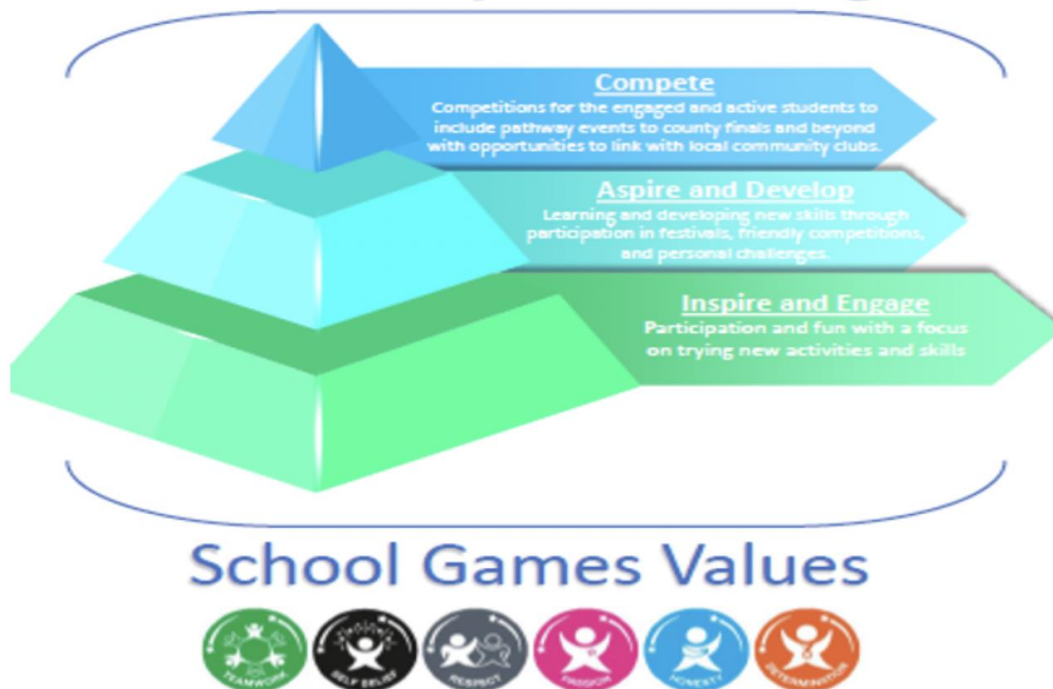 Compete
Competitions for the engaged and active students to
include pathway events to county finals and beyond
with opportunities to link with local community clubs.
Aspire and Develop
Learning and developing new skills through
participation in festivals, friendly competitions,
and personal challenges.
Inspire and Engage
Participation and fun with a focus
on trying new activities and skills
School Games Values
TEAMWORK
SELF BELIEF
RESPECT
PASSION
HONESTY
DETERMINATION